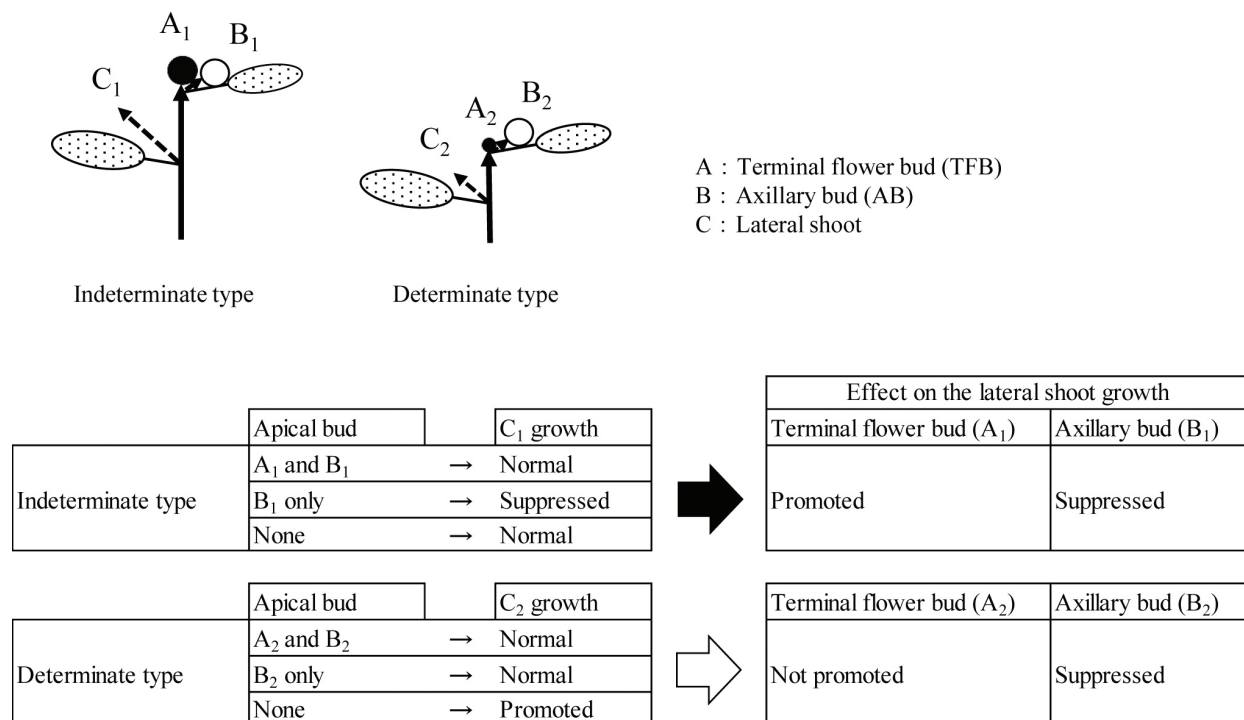 A₁
B₁
C₁
A₂
B₂
C₂
A : Terminal flower bud (TFB)
B : Axillary bud (AB)
C : Lateral shoot
Indeterminate type
Determinate type
Effect on the lateral shoot growth
Apical bud C₁ growth Terminal flower bud (A₁) Axillary bud (B₁)
A₁ and B₁ → Normal
Indeterminate type B₁ only → Suppressed Promoted Suppressed
None → Normal
Apical bud C₂ growth Terminal flower bud (A₂) Axillary bud (B₂)
A₂ and B₂ → Normal
Determinate type B₂ only → Normal Not promoted Suppressed
None → Promoted